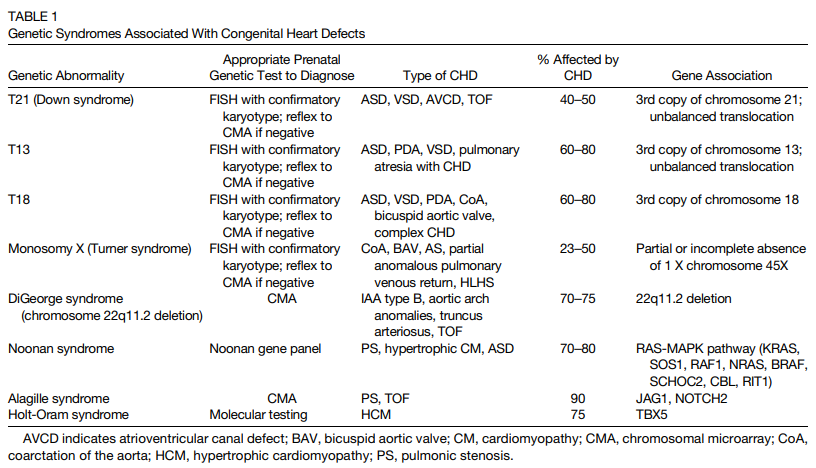 TABLE 1
Genetic Syndromes Associated With Congenital Heart Defects
Genetic Abnormality
Appropriate Prenatal
Genetic Test to Diagnose
Type of CHD
% Affected by
CHD
Gene Association
T21 (Down syndrome)
FISH with confirmatory
karyotype; reflex to
CMA if negative
ASD, VSD, AVCD, TOF
40–50
3rd copy of chromosome 21;
unbalanced translocation
T13
FISH with confirmatory
karyotype; reflex to
CMA if negative
ASD, PDA, VSD, pulmonary
atresia with CHD
60–80
3rd copy of chromosome 13;
unbalanced translocation
T18
FISH with confirmatory
karyotype; reflex to
CMA if negative
ASD, VSD, PDA, CoA,
bicuspid aortic valve,
complex CHD
60–80
3rd copy of chromosome 18
Monosomy X (Turner syndrome)
FISH with confirmatory
karyotype; reflex to
CMA if negative
CoA, BAV, AS, partial
anomalous pulmonary
venous return, HLHS
23–50
Partial or incomplete absence
of 1 X chromosome 45X
DiGeorge syndrome
(chromosome 22q11.2 deletion)
CMA
IAA type B, aortic arch
anomalies, truncus
arteriosus, TOF
70–75
22q11.2 deletion
Noonan syndrome
Noonan gene panel
PS, hypertrophic CM, ASD
70–80
RAS-MAPK pathway (KRAS,
SOS1, RAF1, NRAS, BRAF,
SCHOC2, CBL, RIT1)
Alagille syndrome
CMA
PS, TOF
90
JAG1, NOTCH2
Holt-Oram syndrome
Molecular testing
HCM
75
TBX5
AVCD indicates atrioventricular canal defect; BAV, bicuspid aortic valve; CM, cardiomyopathy; CMA, chromosomal microarray; CoA,
coarctation of the aorta; HCM, hypertrophic cardiomyopathy; PS, pulmonic stenosis.